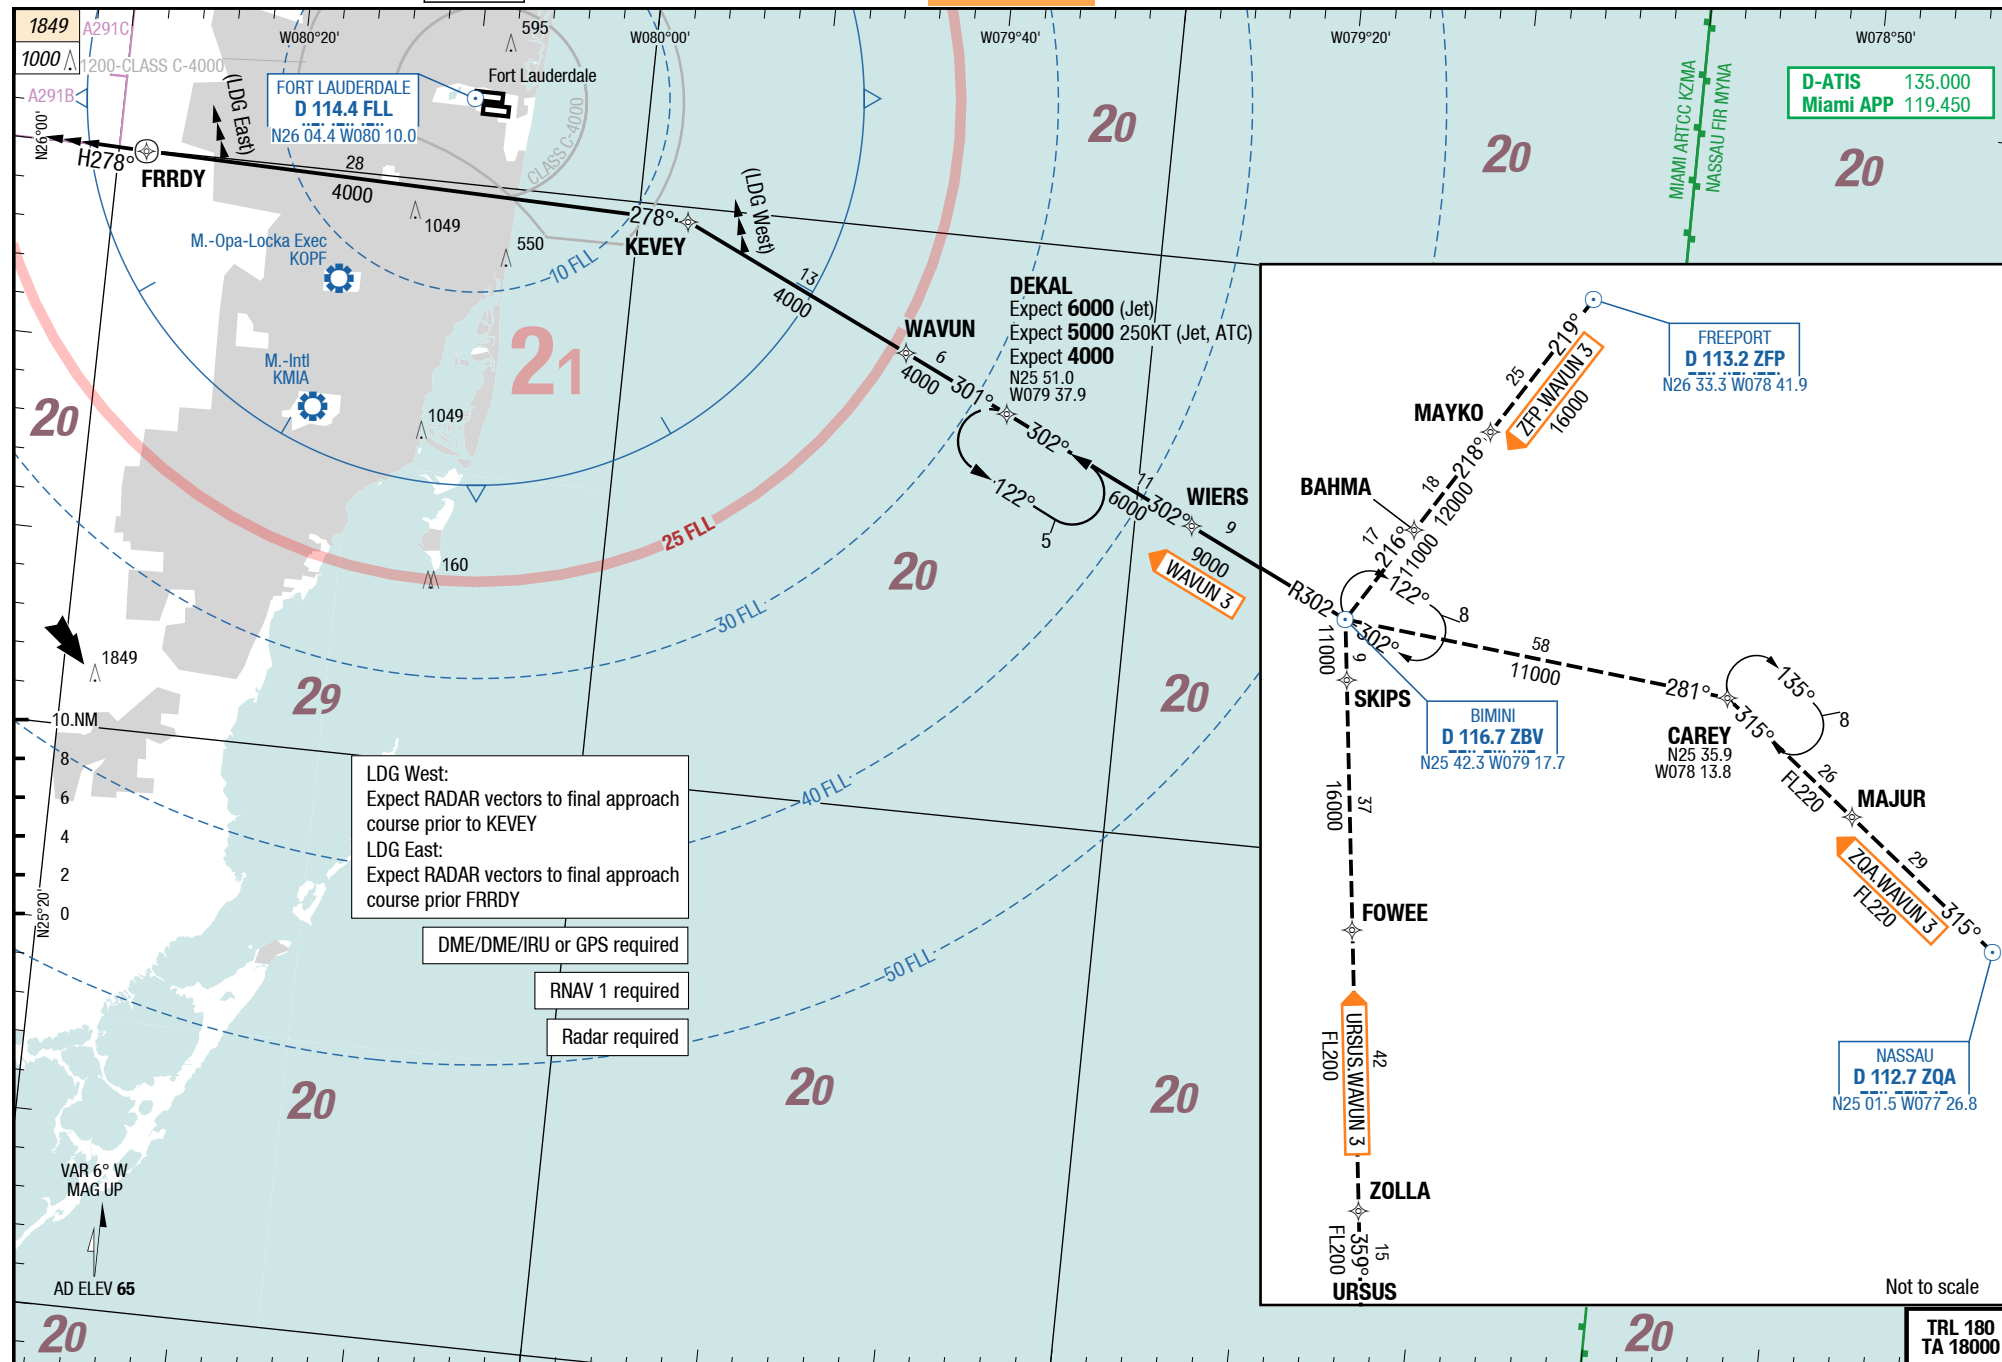 1849
A291C
1000
1200-CLASS C-4000
A291B
W080°20'
595
W080°00'
W079°40'
W079°20'
W078°50'
FORT LAUDERDALE
D 114.4 FLL
N26 04.4 W080 10.0
Fort Lauderdale
CLASS C-4000
MIAMI ARTCC KZMA
NASSAU FIR MYNA
D-ATIS 135.000
Miami APP 119.450
N26°00'
(LDG East)
H278°
FRRDY
28
4000
1049
278°
KEVEY
(LDG West)
20
20
20
M.-Opa-Locka Exec
KOPF
550
10 FLL
13
4000
WAVUN
6
4000
301°
DEKAL
Expect 6000 (Jet)
Expect 5000 250KT (Jet, ATC)
Expect 4000
N25 51.0
W079 37.9
21
M.-Intl
KMIA
20
1049
302°
122°
5
11
6000
302°
WIERS
9
9000
WAVUN 3
R302
25 FLL
160
20
30 FLL
1849
29
20
219°
25
ZFP.WAVUN 3
16000
FREEPORT
D 113.2 ZFP
N26 33.3 W078 41.9
MAYKO
218°
18
12000
BAHMA
17
216°
11000
122°
8
302°
11000
9
SKIPS
58
11000
281°
CAREY
N25 35.9
W078 13.8
135°
8
315°
26
FL220
MAJUR
29
ZQA.WAVUN 3
FL220
315°
BIMINI
D 116.7 ZBV
N25 42.3 W079 17.7
37
16000
FOWEE
URSUS.WAVUN 3
42
FL200
NASSAU
D 112.7 ZQA
N25 01.5 W077 26.8
ZOLLA
15
359°
FL200
URSUS
Not to scale
10 NM
8
6
4
2
0
N25°20'
LDG West:
Expect RADAR vectors to final approach
course prior to KEVEY
LDG East:
Expect RADAR vectors to final approach
course prior FRRDY
DME/DME/IRU or GPS required
RNAV 1 required
Radar required
40 FLL
50 FLL
20
20
20
VAR 6° W
MAG UP
AD ELEV 65
20
20
TRL 180
TA 18000